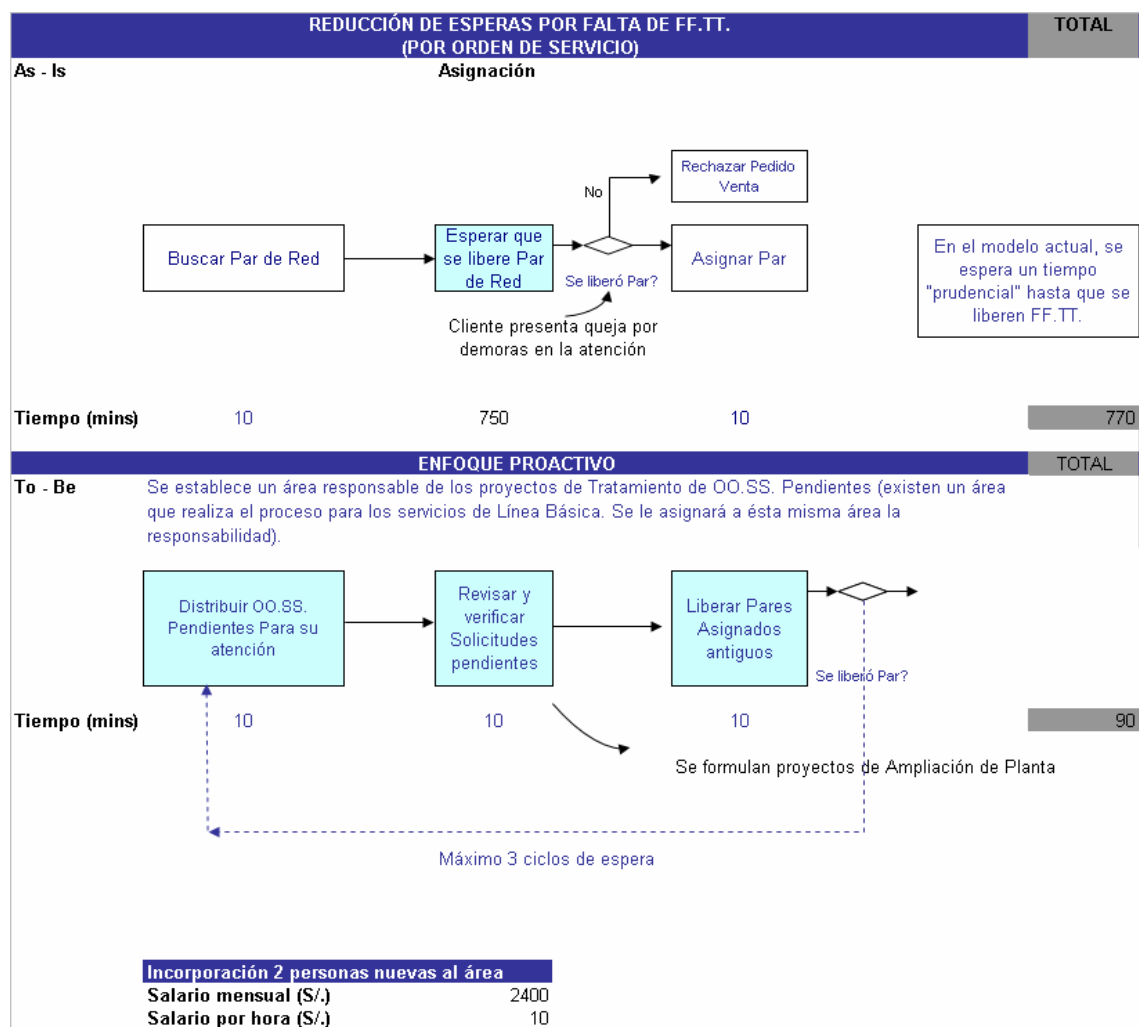 REDUCCIÓN DE ESPERAS POR FALTA DE FF.TT.
(POR ORDEN DE SERVICIO)
TOTAL
As - Is
Asignación
Rechazar Pedido
Venta
No
Buscar Par de Red
Esperar que
se libere Par
de Red
Se liberó Par?
Asignar Par
En el modelo actual, se
espera un tiempo
"prudencial" hasta que se
liberen FF.TT.
Cliente presenta queja por
demoras en la atención
Tiempo (mins)
10
750
10
770
ENFOQUE PROACTIVO
TOTAL
To - Be
Se establece un área responsable de los proyectos de Tratamiento de OO.SS. Pendientes (existen un área
que realiza el proceso para los servicios de Línea Básica. Se le asignará a ésta misma área la
responsabilidad).
Distribuir OO.SS.
Pendientes Para su
atención
Revisar y
verificar
Solicitudes
pendientes
Liberar Pares
Asignados
antiguos
Se liberó Par?
Tiempo (mins)
10
10
10
90
Se formulan proyectos de Ampliación de Planta
Máximo 3 ciclos de espera
Incorporación 2 personas nuevas al área
Salario mensual (S/.) 2400
Salario por hora (S/.) 10